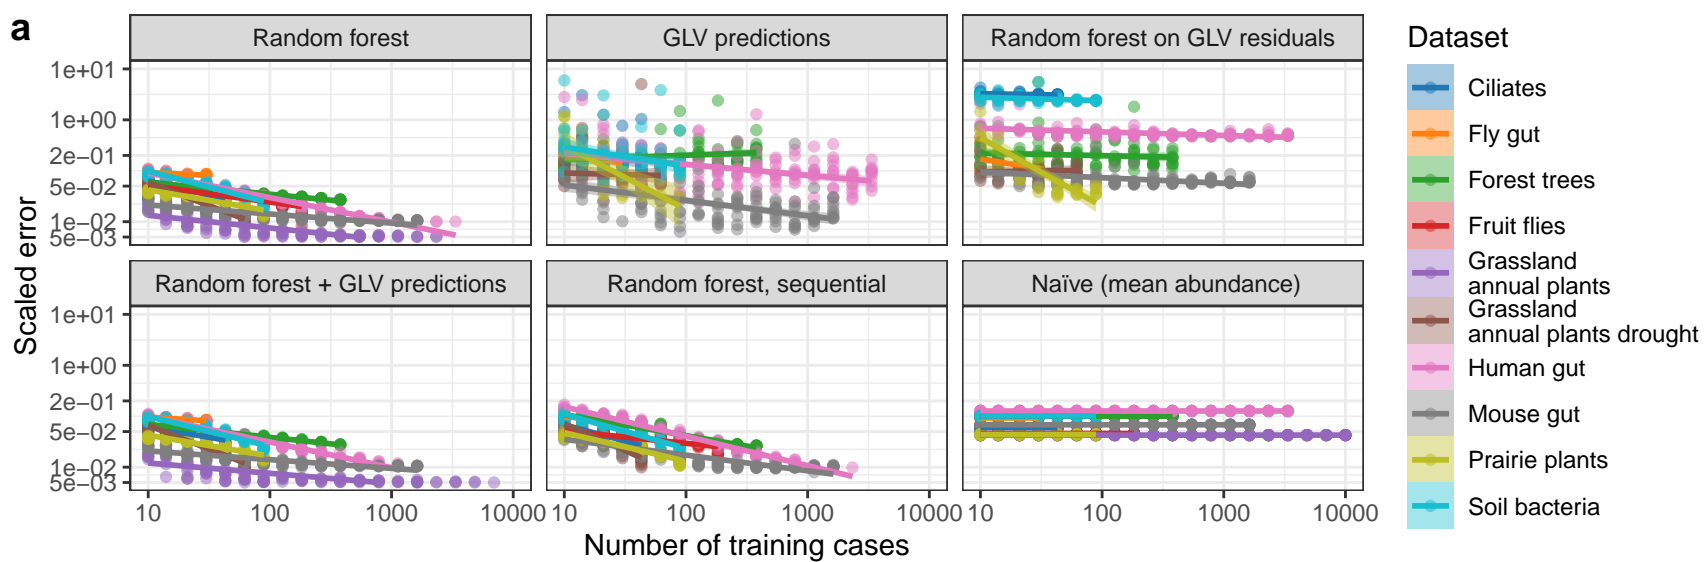 a
Random forest
GLV predictions
Random forest on GLV residuals
Dataset
1e+01
1e+00
2e-01
5e-02
1e-02
5e-03
Ciliates
Fly gut
Forest trees
Fruit flies
Grassland
annual plants
Grassland
annual plants drought
Human gut
Mouse gut
Prairie plants
Soil bacteria
Scaled error
Random forest + GLV predictions
Random forest, sequential
Naïve (mean abundance)
1e+01
1e+00
2e-01
5e-02
1e-02
5e-03
10 100 1000 10000
10 100 1000 10000
10 100 1000 10000
Number of training cases